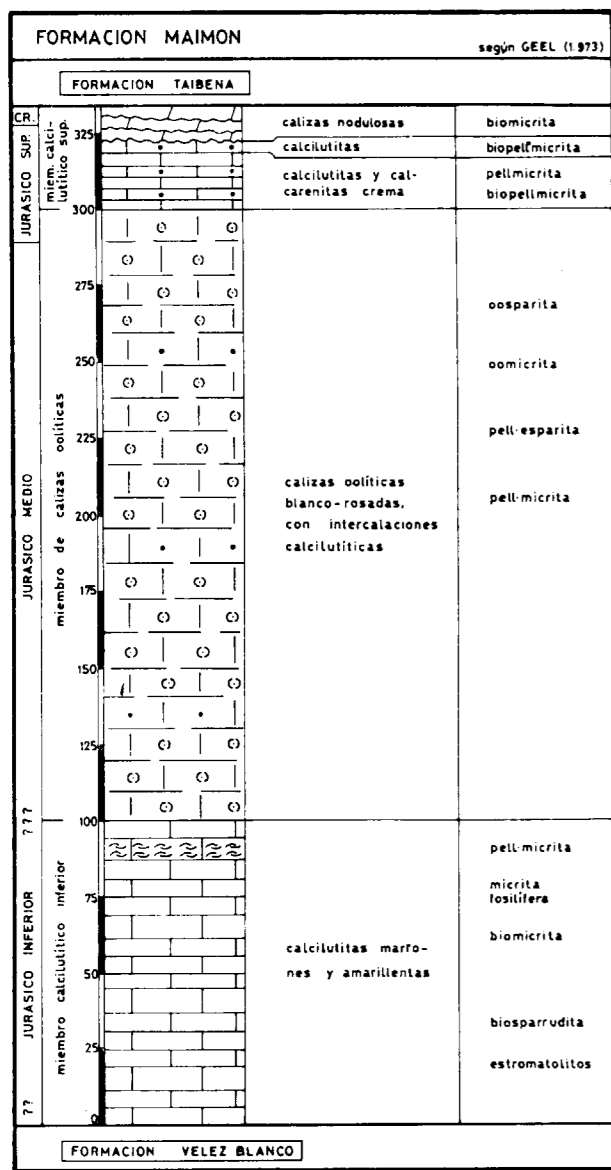 FORMACION MAIMON
según GEEL (1.973)
FORMACION TAIBENA
CR.
JURASICO SUP.
JURASICO MEDIO
? ? ?
JURASICO INFERIOR
? ?
miem. calci-
lutítico sup.
miembro de calizas oolíticas
miembro calcilutítico inferior
325
300
275
250
225
200
175
150
125
100
75
50
25
0
calizas nodulosas
calcilutitas
calcilutitas y cal-
carenitas crema
calizas oolíticas
blanco-rosadas,
con intercalaciones
calcilutíticas
calcilutitas marfo-
nes y amarillentas
biomicrita
biopelmicrita
pellmicrita
biopellmicrita
oosparita
oomicrita
pell-esparita
pell-micrita
pell-micrita
micrita
fosilífera
biomicrita
biosparrudita
estromatolitos
FORMACION VELEZ BLANCO